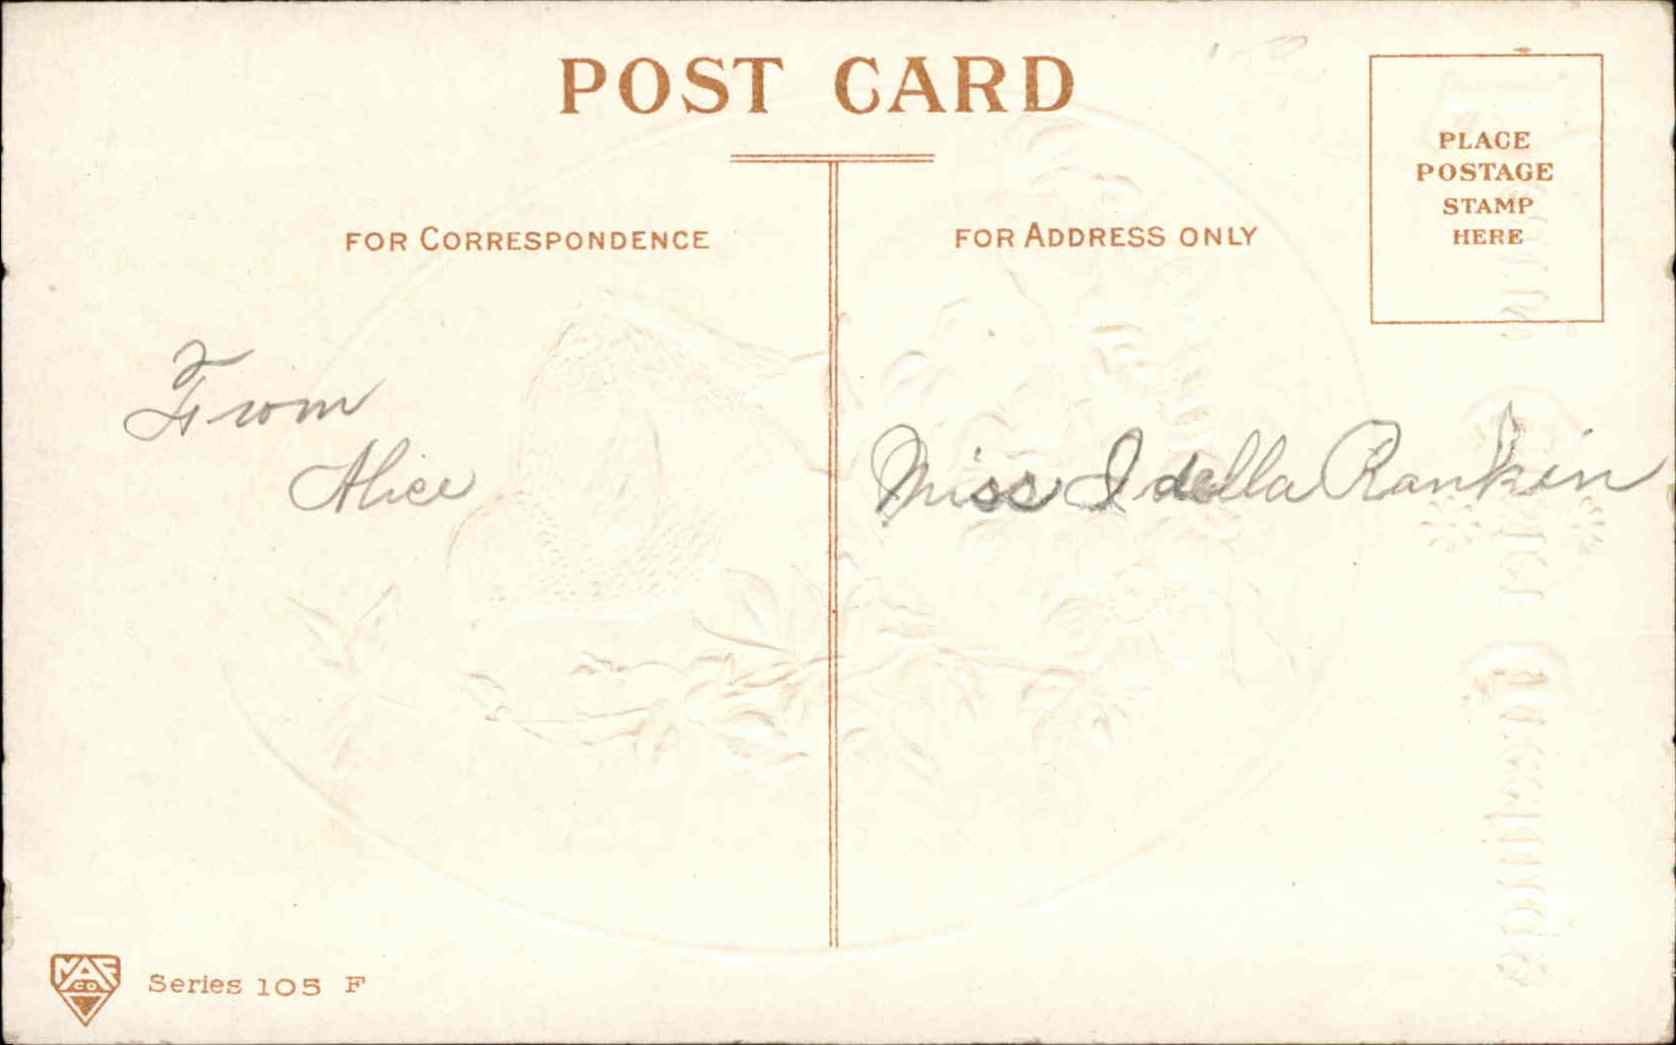 POST CARD
FOR CORRESPONDENCE
FOR ADDRESS ONLY
PLACE
POSTAGE
STAMP
HERE
From
Alice
Miss Idella Rankin
Series 105 F